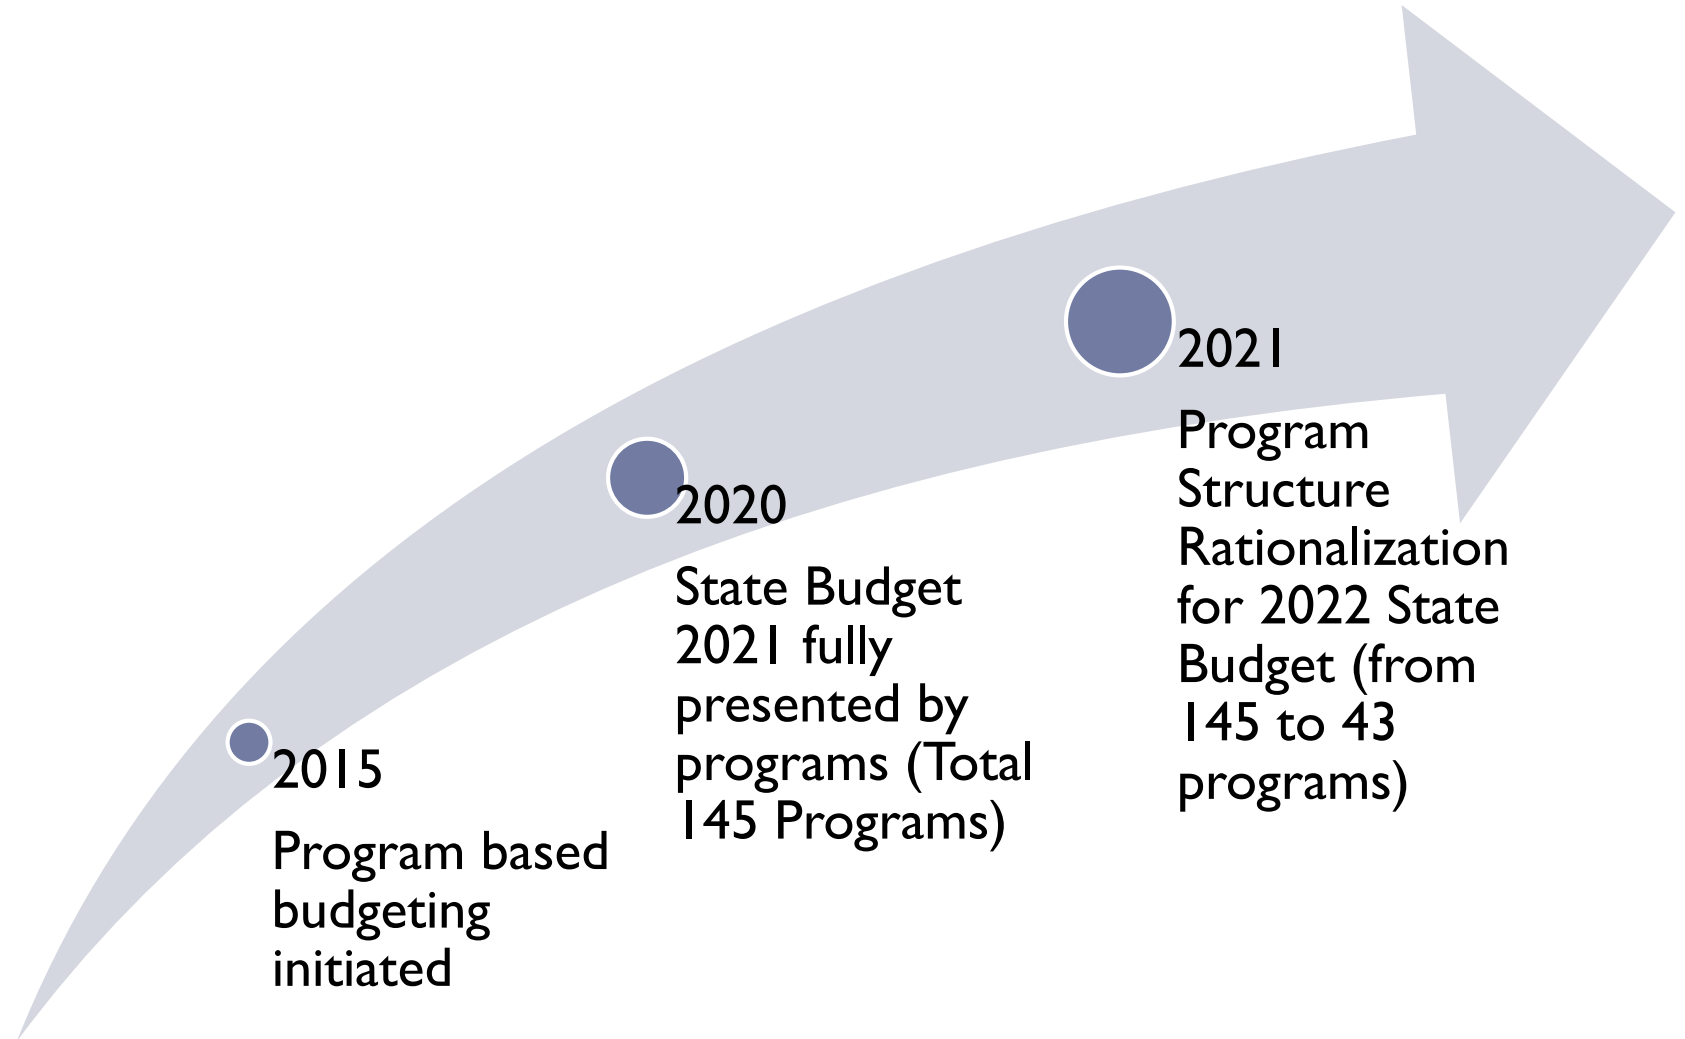 2015
Program based
budgeting
initiated
2020
State Budget
2021 fully
presented by
programs (Total
145 Programs)
2021
Program
Structure
Rationalization
for 2022 State
Budget (from
145 to 43
programs)